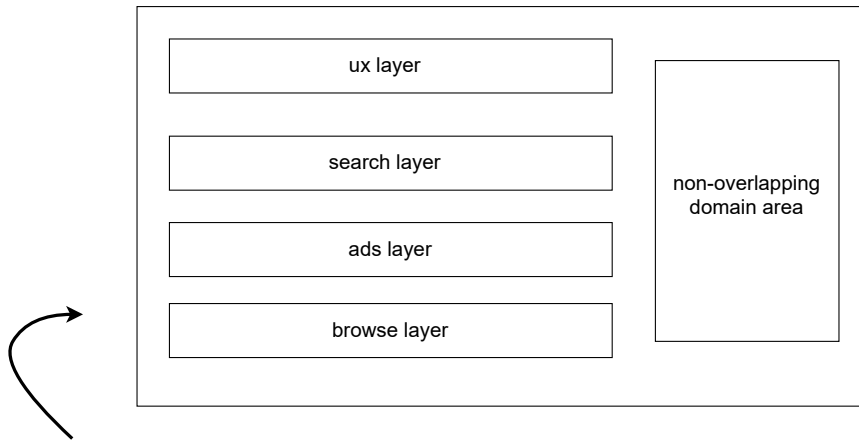 ux layer
search layer
ads layer
browse layer
non-overlapping
domain area